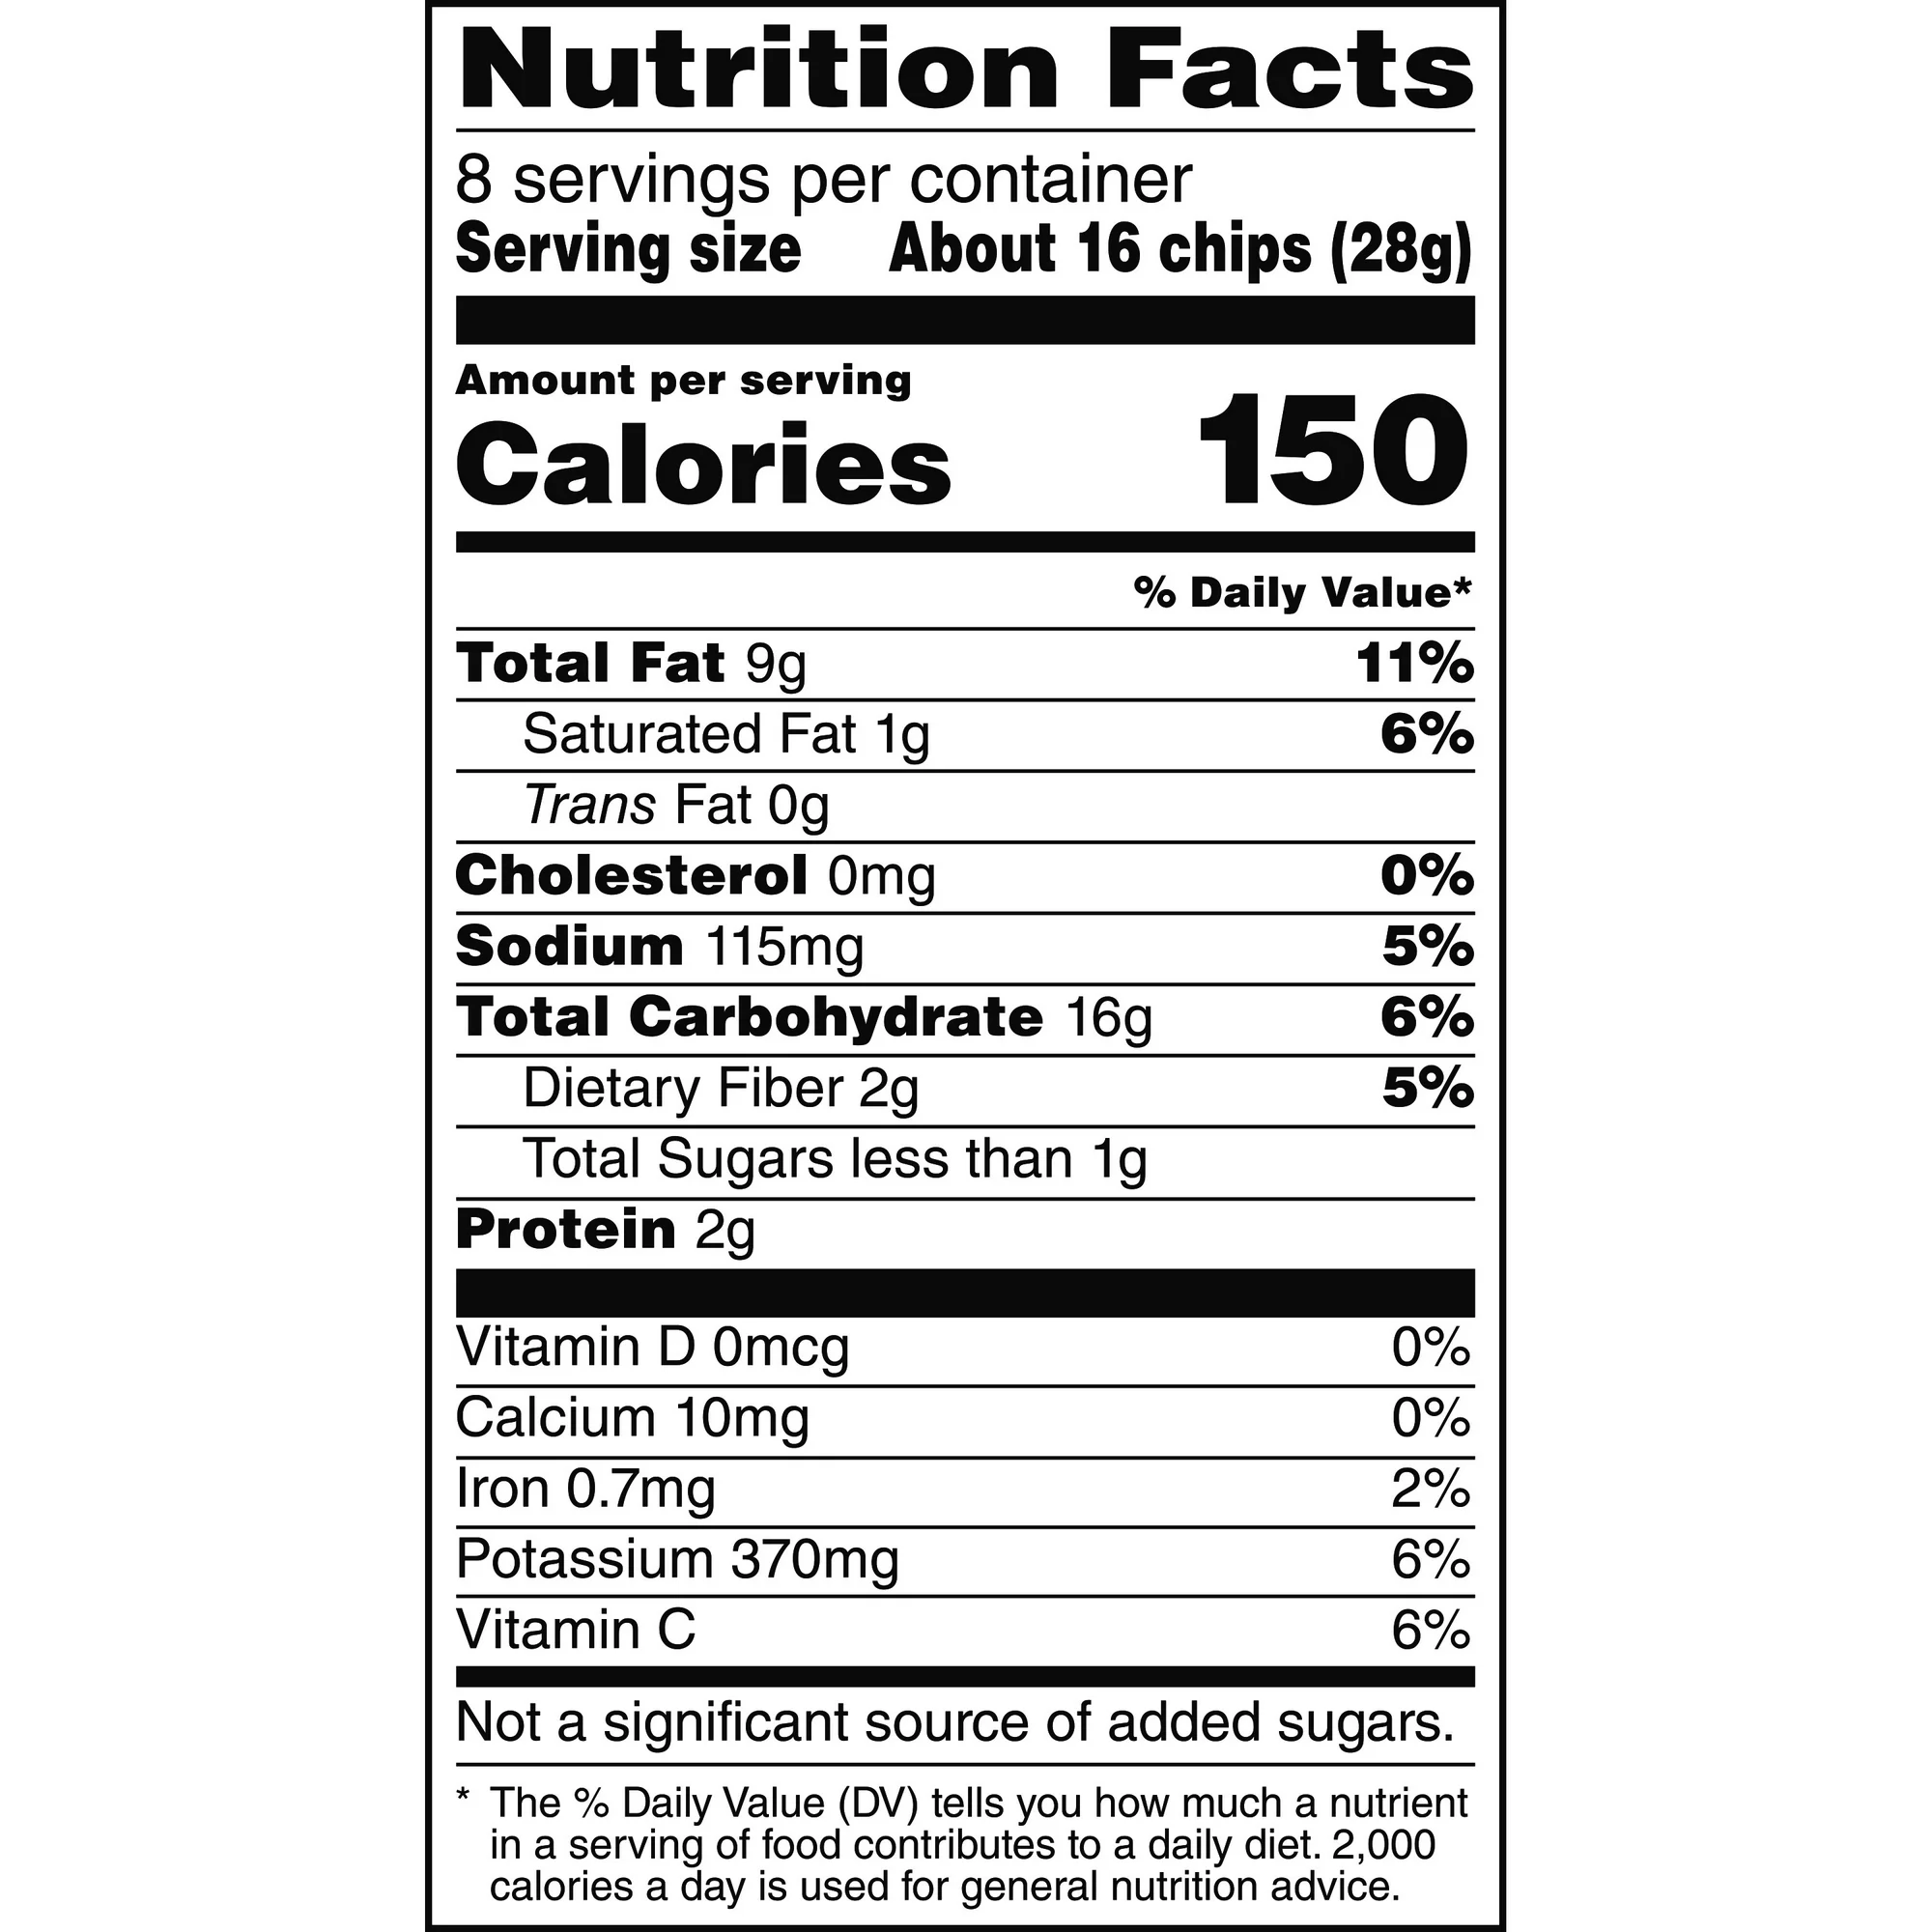 Nutrition Facts
8 servings per container
Serving size About 16 chips (28g)
Amount per serving
Calories 150
% Daily Value*
Total Fat 9g 11%
Saturated Fat 1g 6%
Trans Fat 0g
Cholesterol 0mg 0%
Sodium 115mg 5%
Total Carbohydrate 16g 6%
Dietary Fiber 2g 5%
Total Sugars less than 1g
Protein 2g
Vitamin D 0mcg 0%
Calcium 10mg 0%
Iron 0.7mg 2%
Potassium 370mg 6%
Vitamin C 6%
Not a significant source of added sugars.
* The % Daily Value (DV) tells you how much a nutrient
in a serving of food contributes to a daily diet. 2,000
calories a day is used for general nutrition advice.